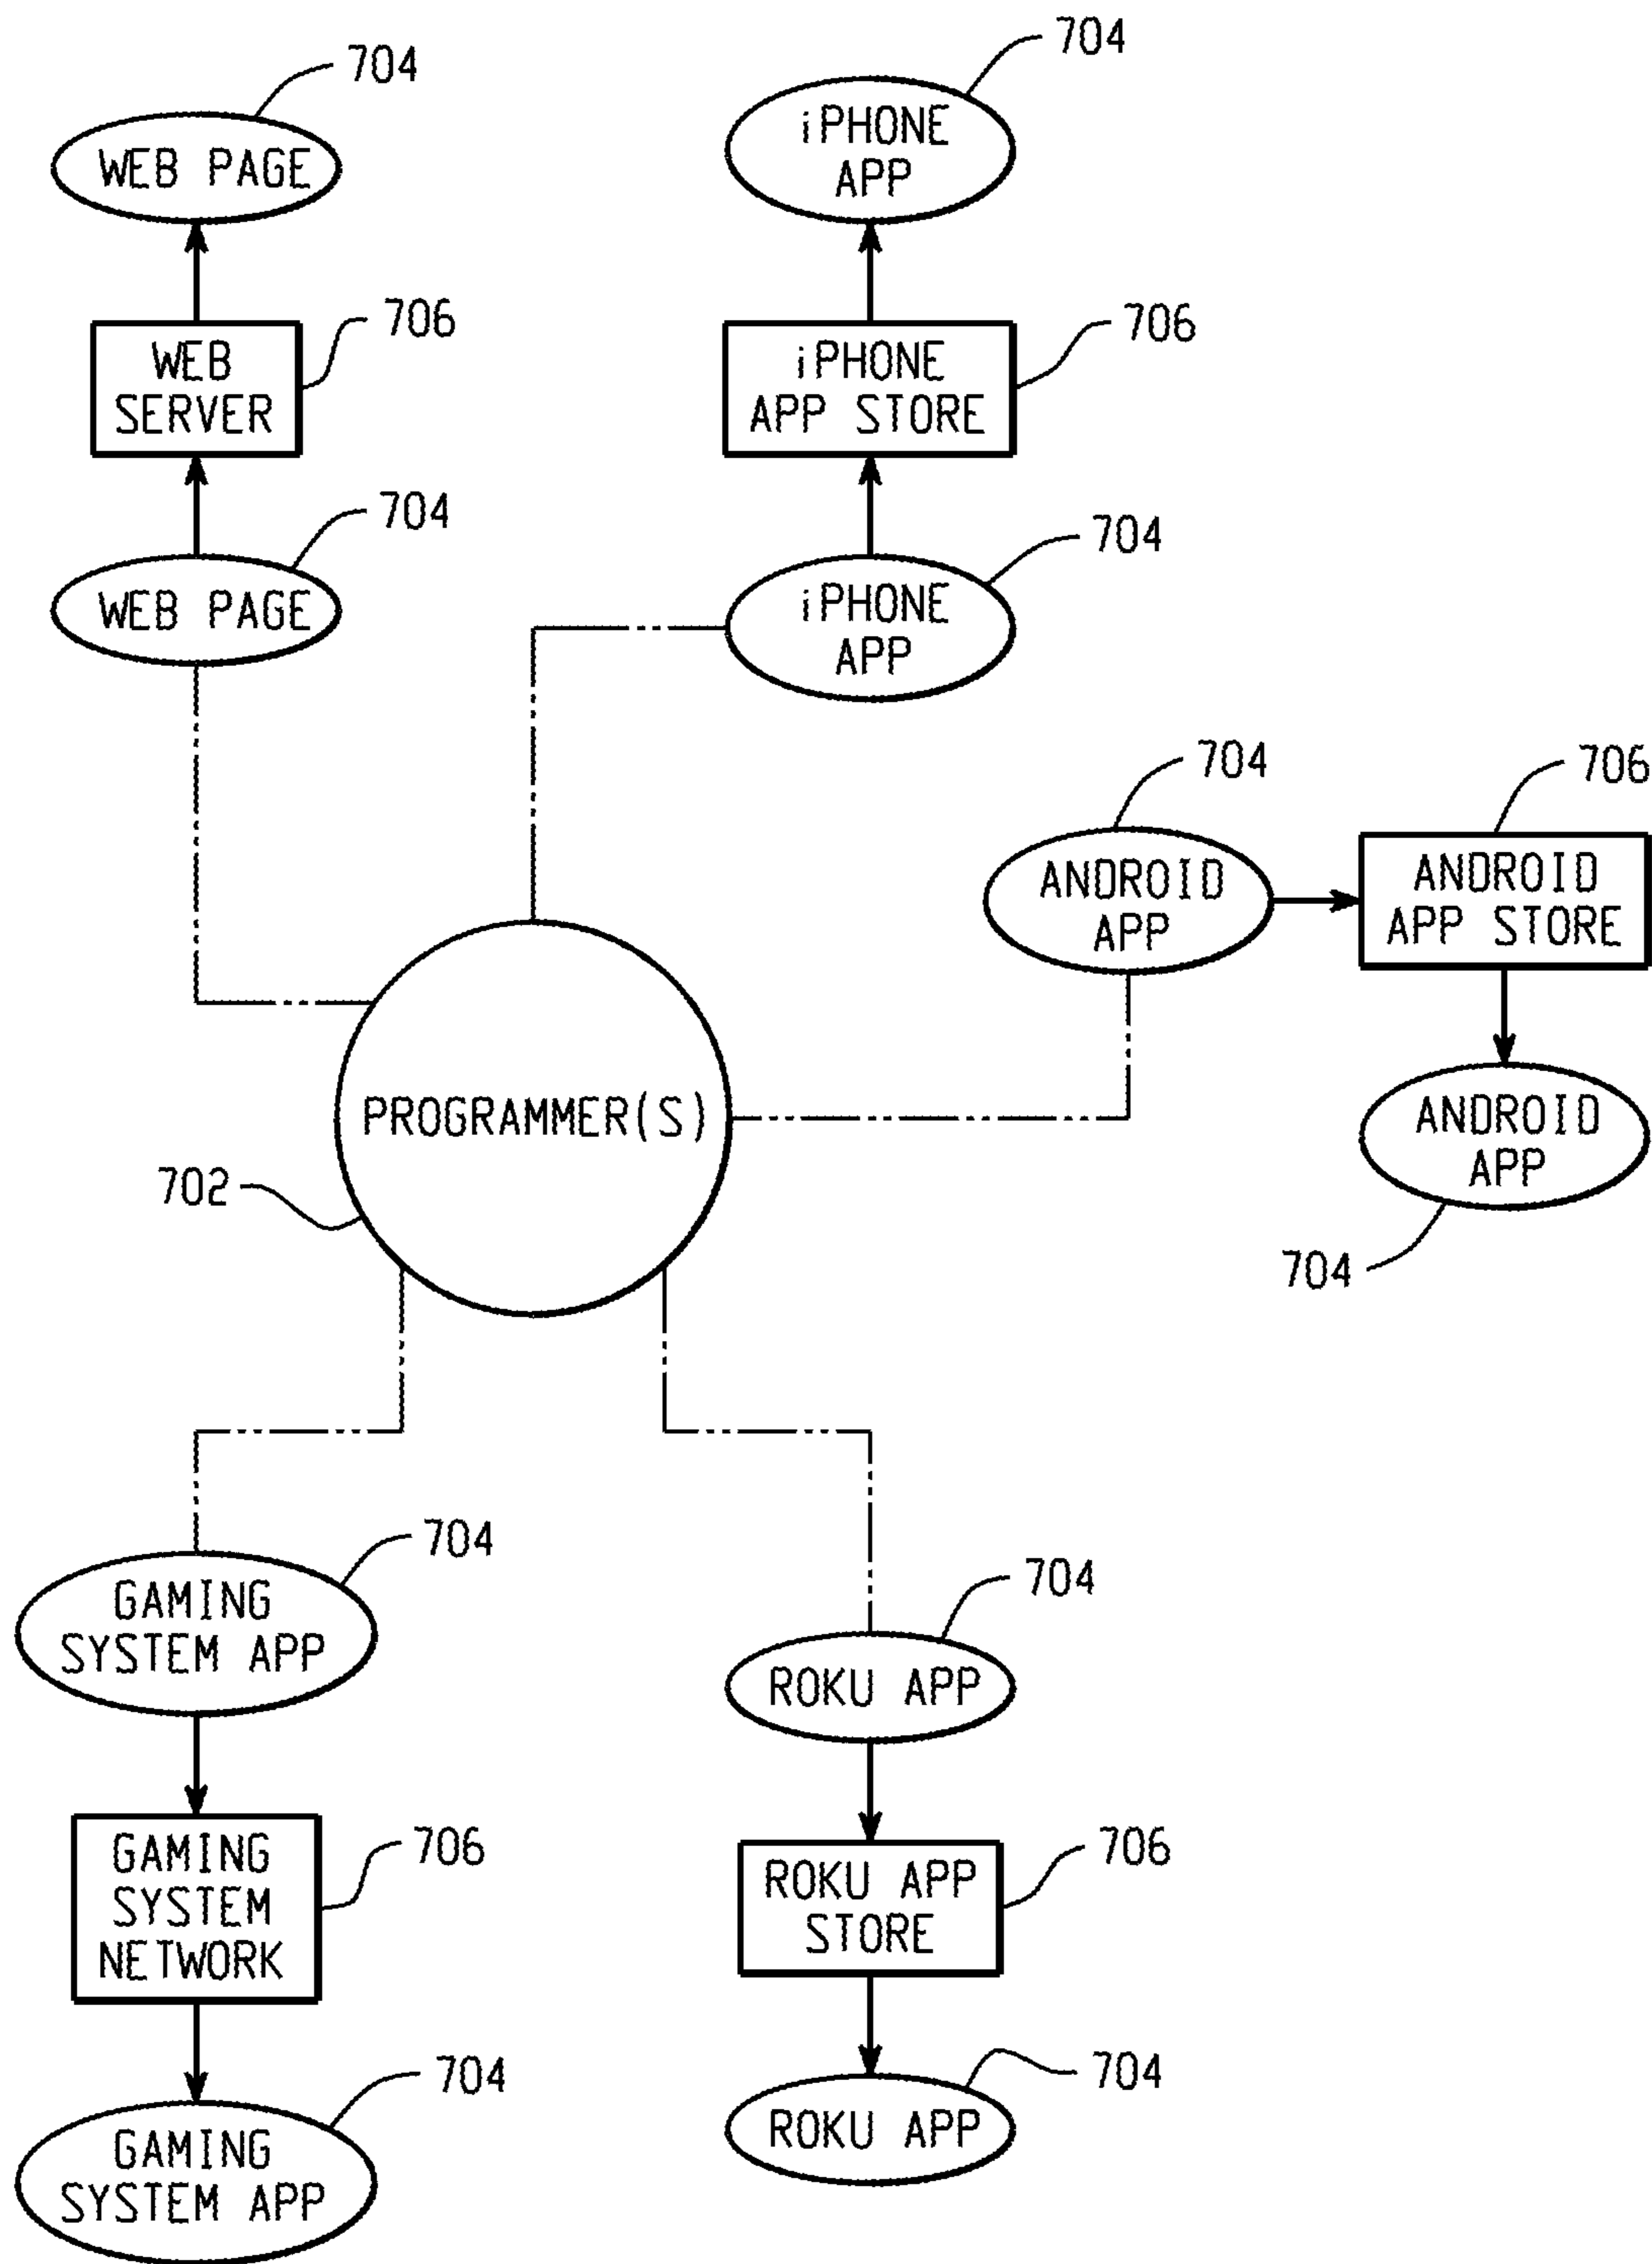 704
WEB PAGE
706
WEB
SERVER
704
WEB PAGE
704
iPHONE
APP
706
iPHONE
APP STORE
704
iPHONE
APP
704
ANDROID
APP
706
ANDROID
APP STORE
ANDROID
APP
704
PROGRAMMER(S)
702
704
GAMING
SYSTEM APP
706
GAMING
SYSTEM
NETWORK
704
GAMING
SYSTEM APP
704
ROKU APP
706
ROKU APP
STORE
704
ROKU APP